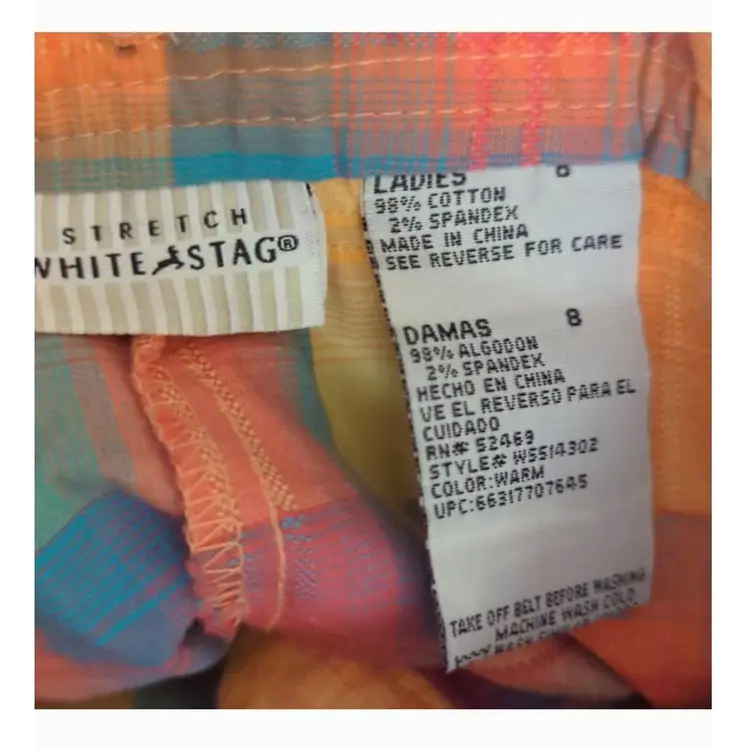 STRETCH
WHITE STAG®
LADIES 8
98% COTTON
2% SPANDEX
MADE IN CHINA
SEE REVERSE FOR CARE
DAMAS 8
98% ALGODON
2% SPANDEX
HECHO EN CHINA
VE EL REVERSO PARA EL
CUIDADO
RN# 52469
STYLE# WS514302
COLOR:WARM
UPC:66317707645
TAKE OFF BELT BEFORE WASHING
MACHINE WASH COLD